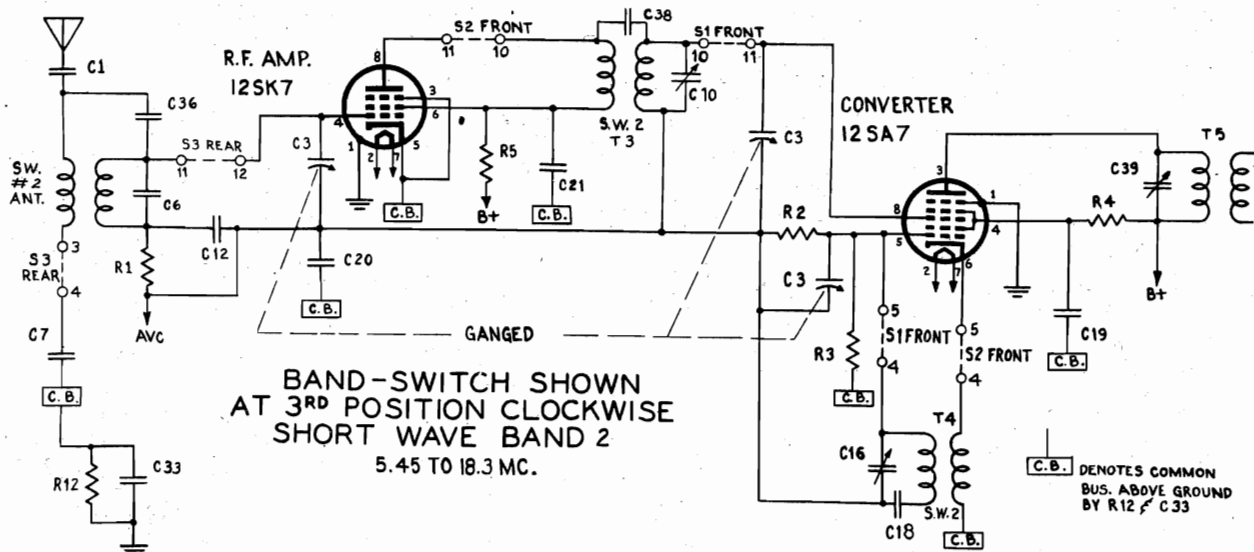 C1
C36
SW.
#2
ANT.
S3 REAR
11
12
C6
C12
3
S3
REAR
4
R1
AVC
C7
C.B.
R12
C33
R.F. AMP.
12SK7
8
3
6
4
1
2
7
5
C3
C20
C.B.
C.B.
S2 FRONT
11
10
R5
B+
C21
C.B.
C38
S.W. 2
T3
C10
S1 FRONT
10
11
C3
GANGED
CONVERTER
12SA7
3
1
8
5
4
2
7
6
R2
C3
R3
C.B.
5
S1 FRONT
4
5
S2 FRONT
4
T4
C16
C18
S.W. 2
C.B.
C39
T5
R4
B+
C19
C.B.
BAND-SWITCH SHOWN
AT 3RD POSITION CLOCKWISE
SHORT WAVE BAND 2
5.45 TO 18.3 MC.
C.B. DENOTES COMMON
BUS. ABOVE GROUND
BY R12 & C33